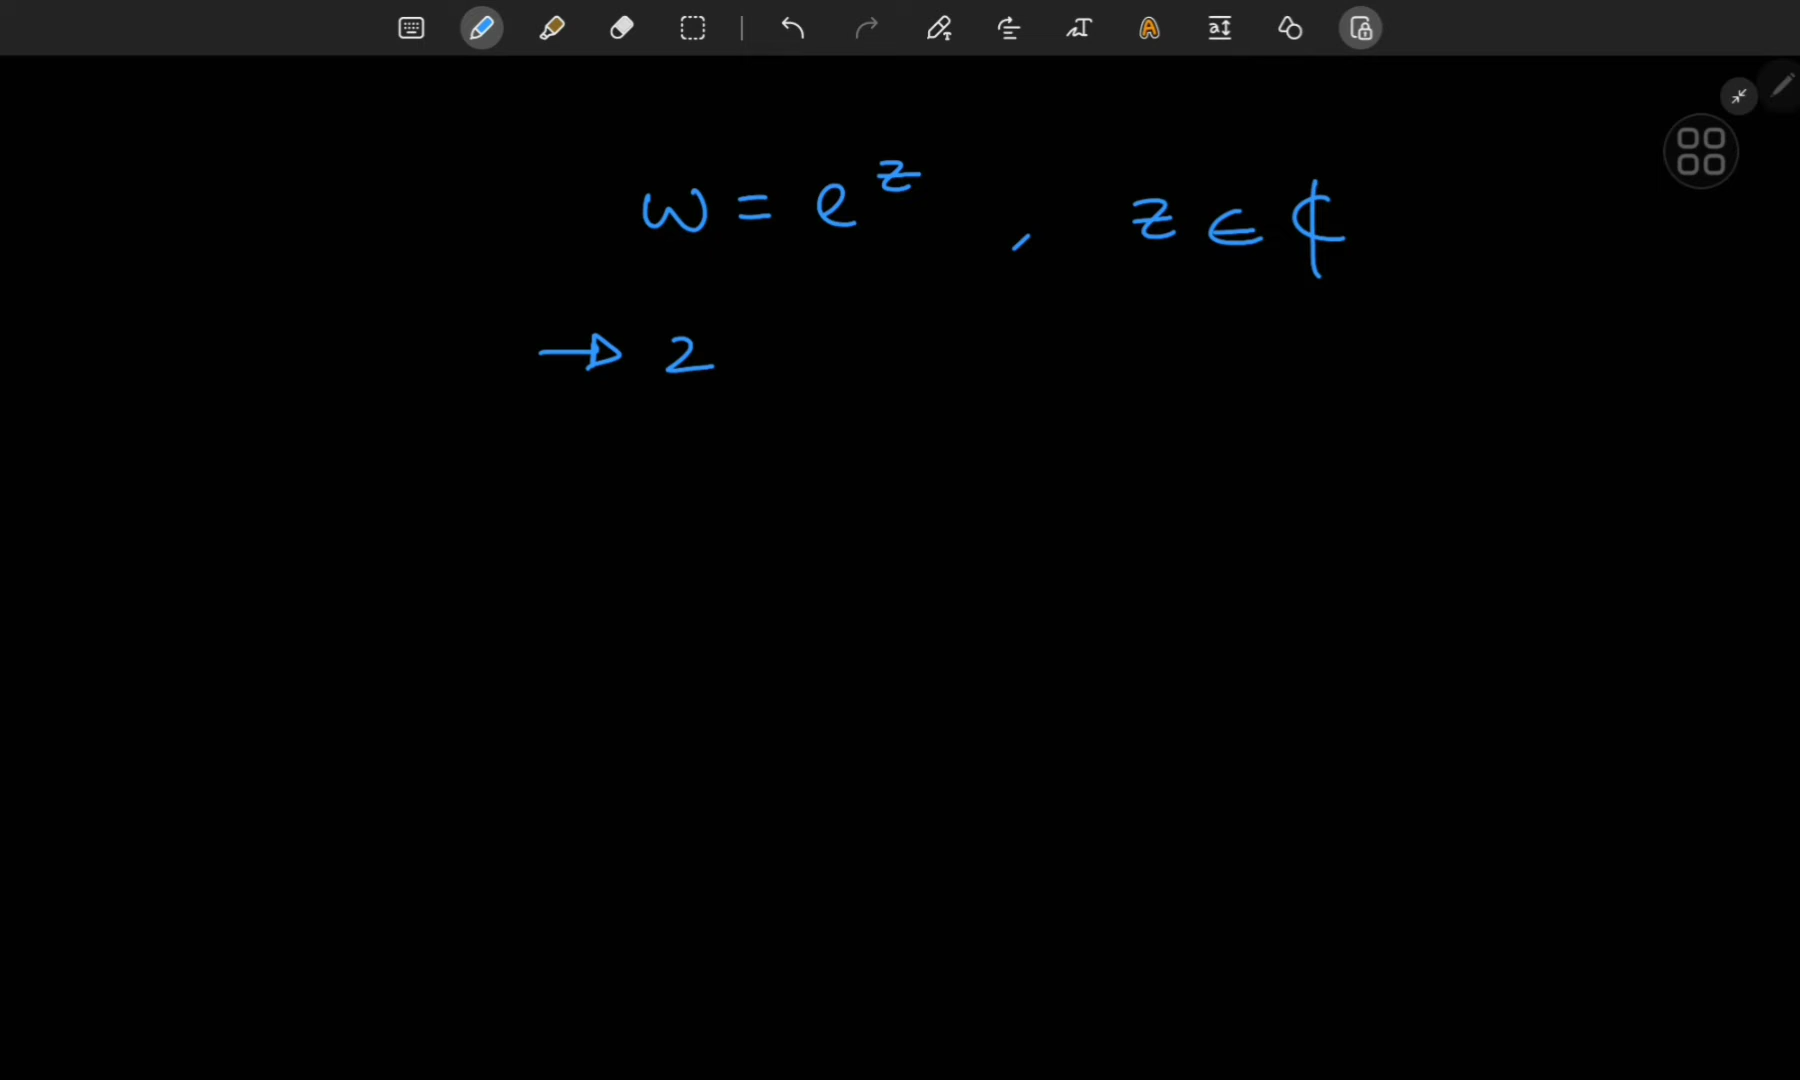 w = e^z , z ∈ ₵
→ 2